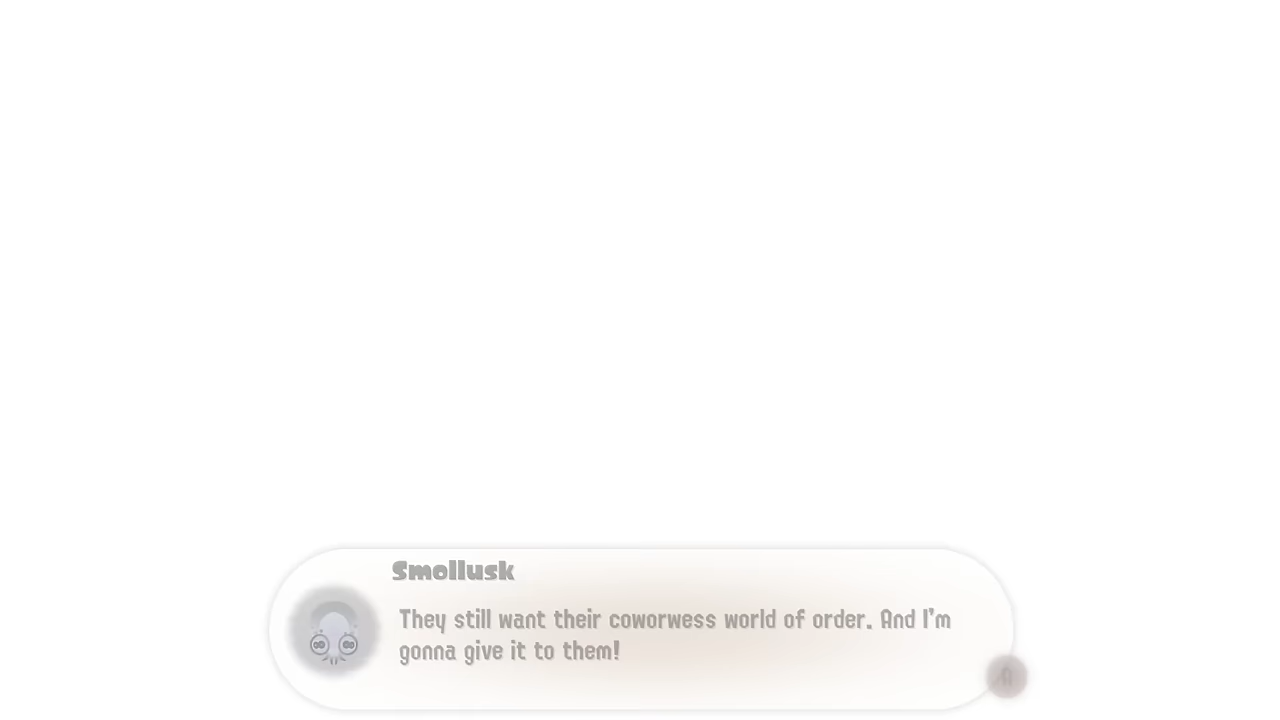 Smollusk
They still want their coworwess world of order. And I'm
gonna give it to them!
A